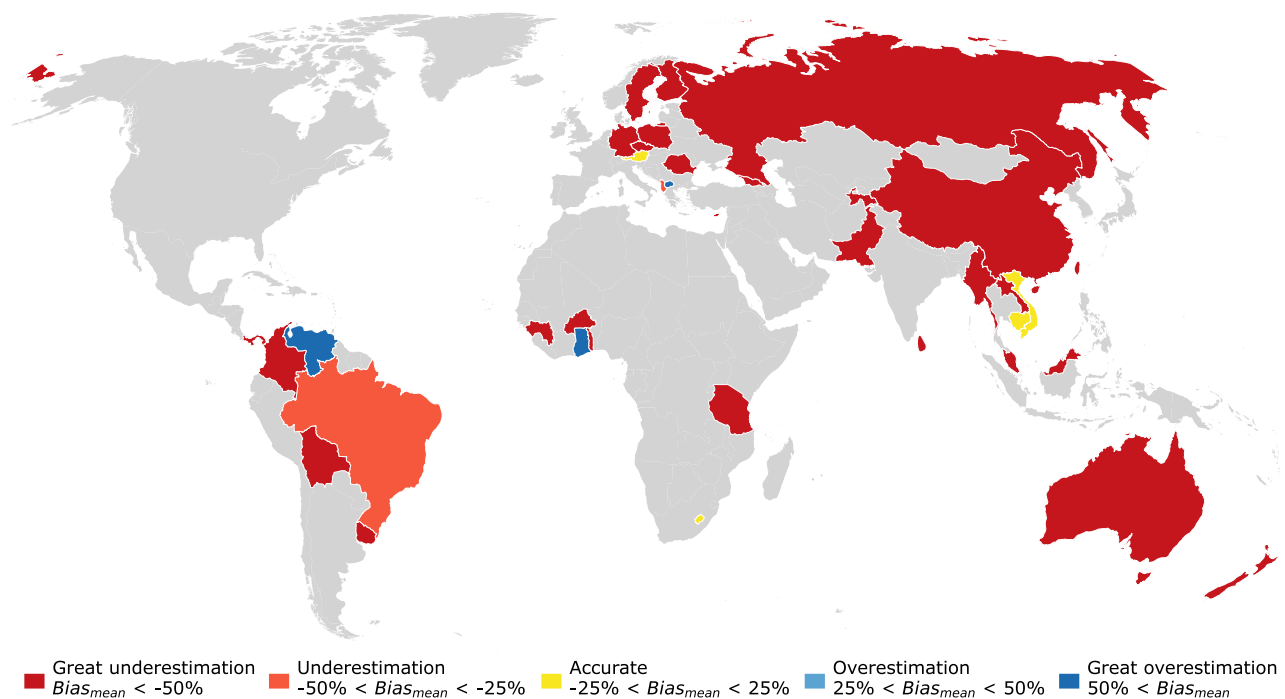 Great underestimation
Bias_mean < -50%
Underestimation
-50% < Bias_mean < -25%
Accurate
-25% < Bias_mean < 25%
Overestimation
25% < Bias_mean < 50%
Great overestimation
50% < Bias_mean